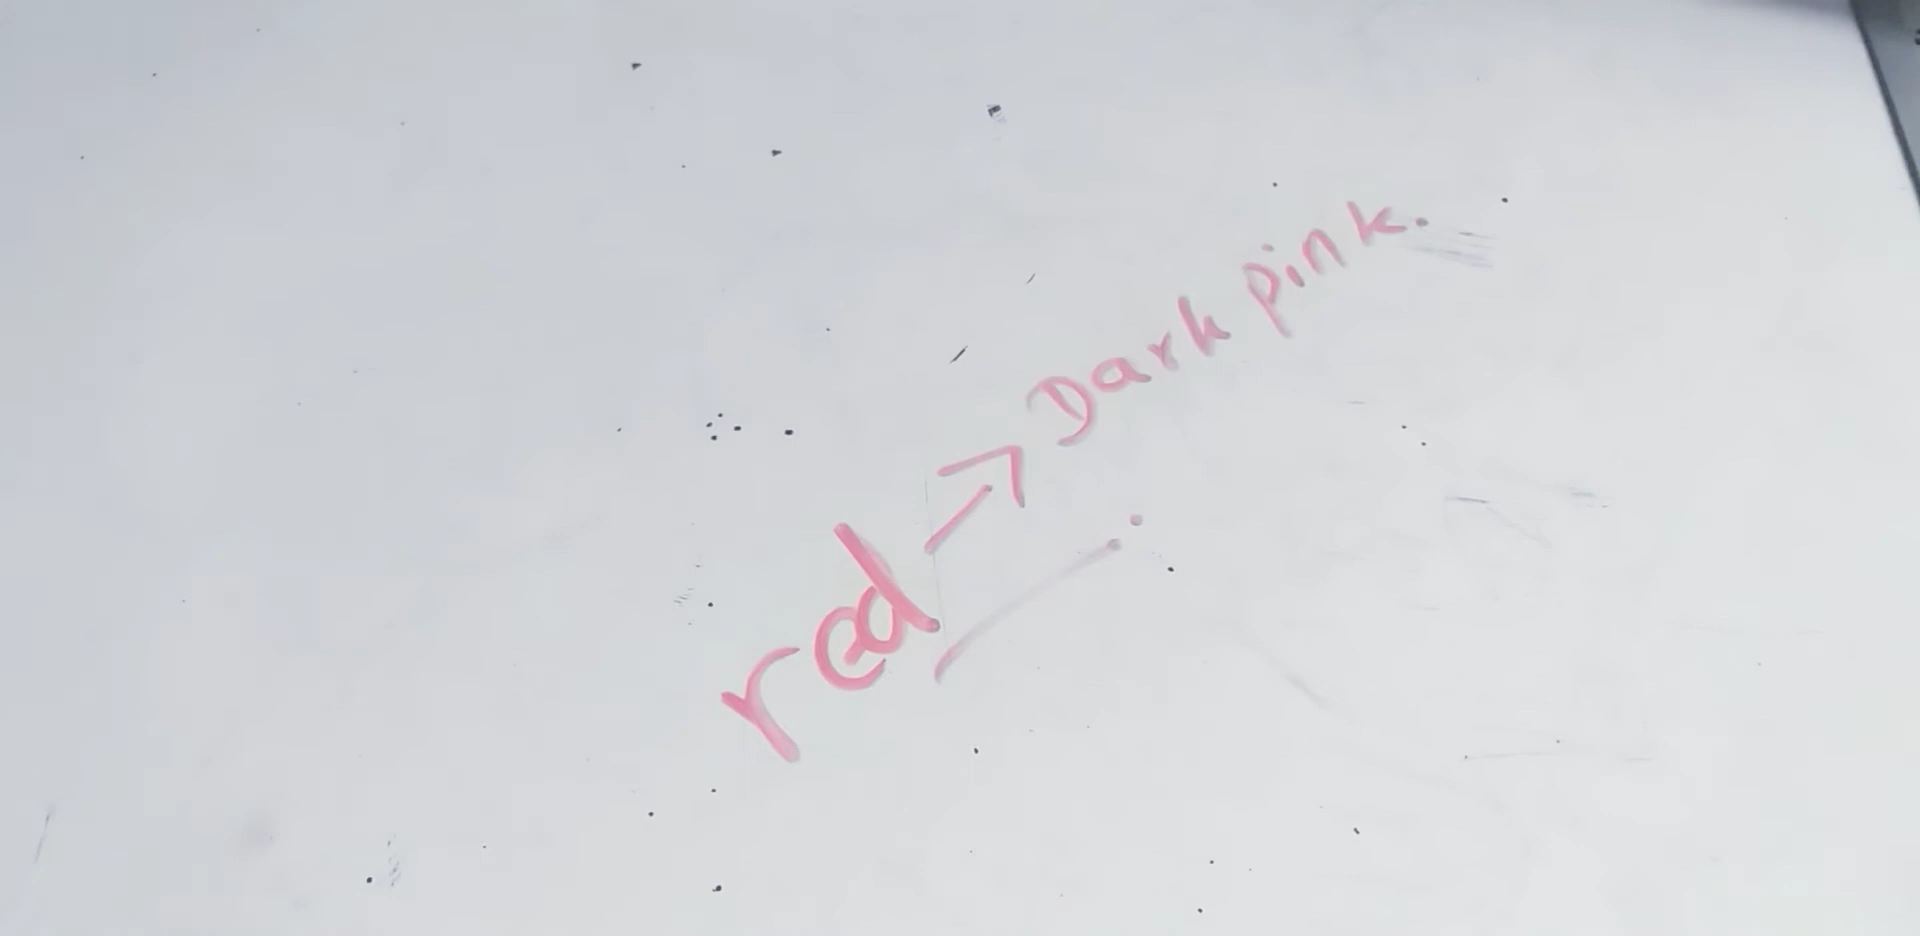 red → Dark pink.